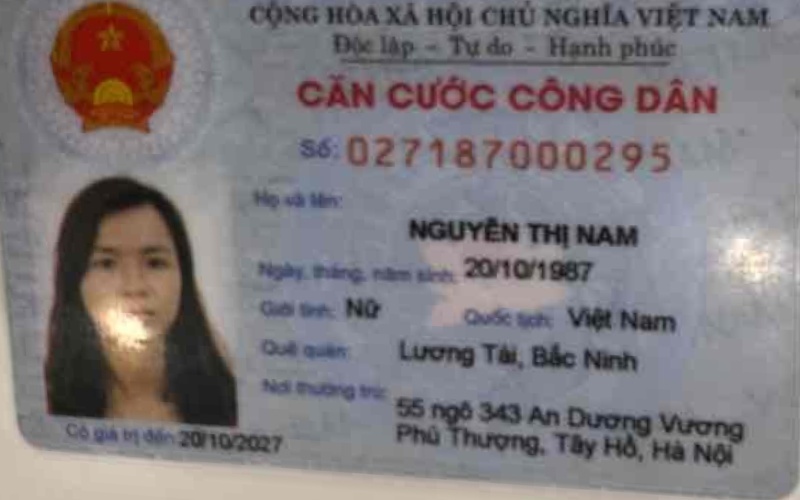 CỘNG HÒA XÃ HỘI CHỦ NGHĨA VIỆT NAM
Độc lập - Tự do - Hạnh phúc
CĂN CƯỚC CÔNG DÂN
Số: 027187000295
Họ và tên:
NGUYỄN THỊ NAM
Ngày, tháng, năm sinh: 20/10/1987
Giới tính: Nữ Quốc tịch: Việt Nam
Quê quán: Lương Tài, Bắc Ninh
Nơi thường trú: 55 ngõ 343 An Dương Vương
Phú Thượng, Tây Hồ, Hà Nội
Có giá trị đến: 20/10/2027